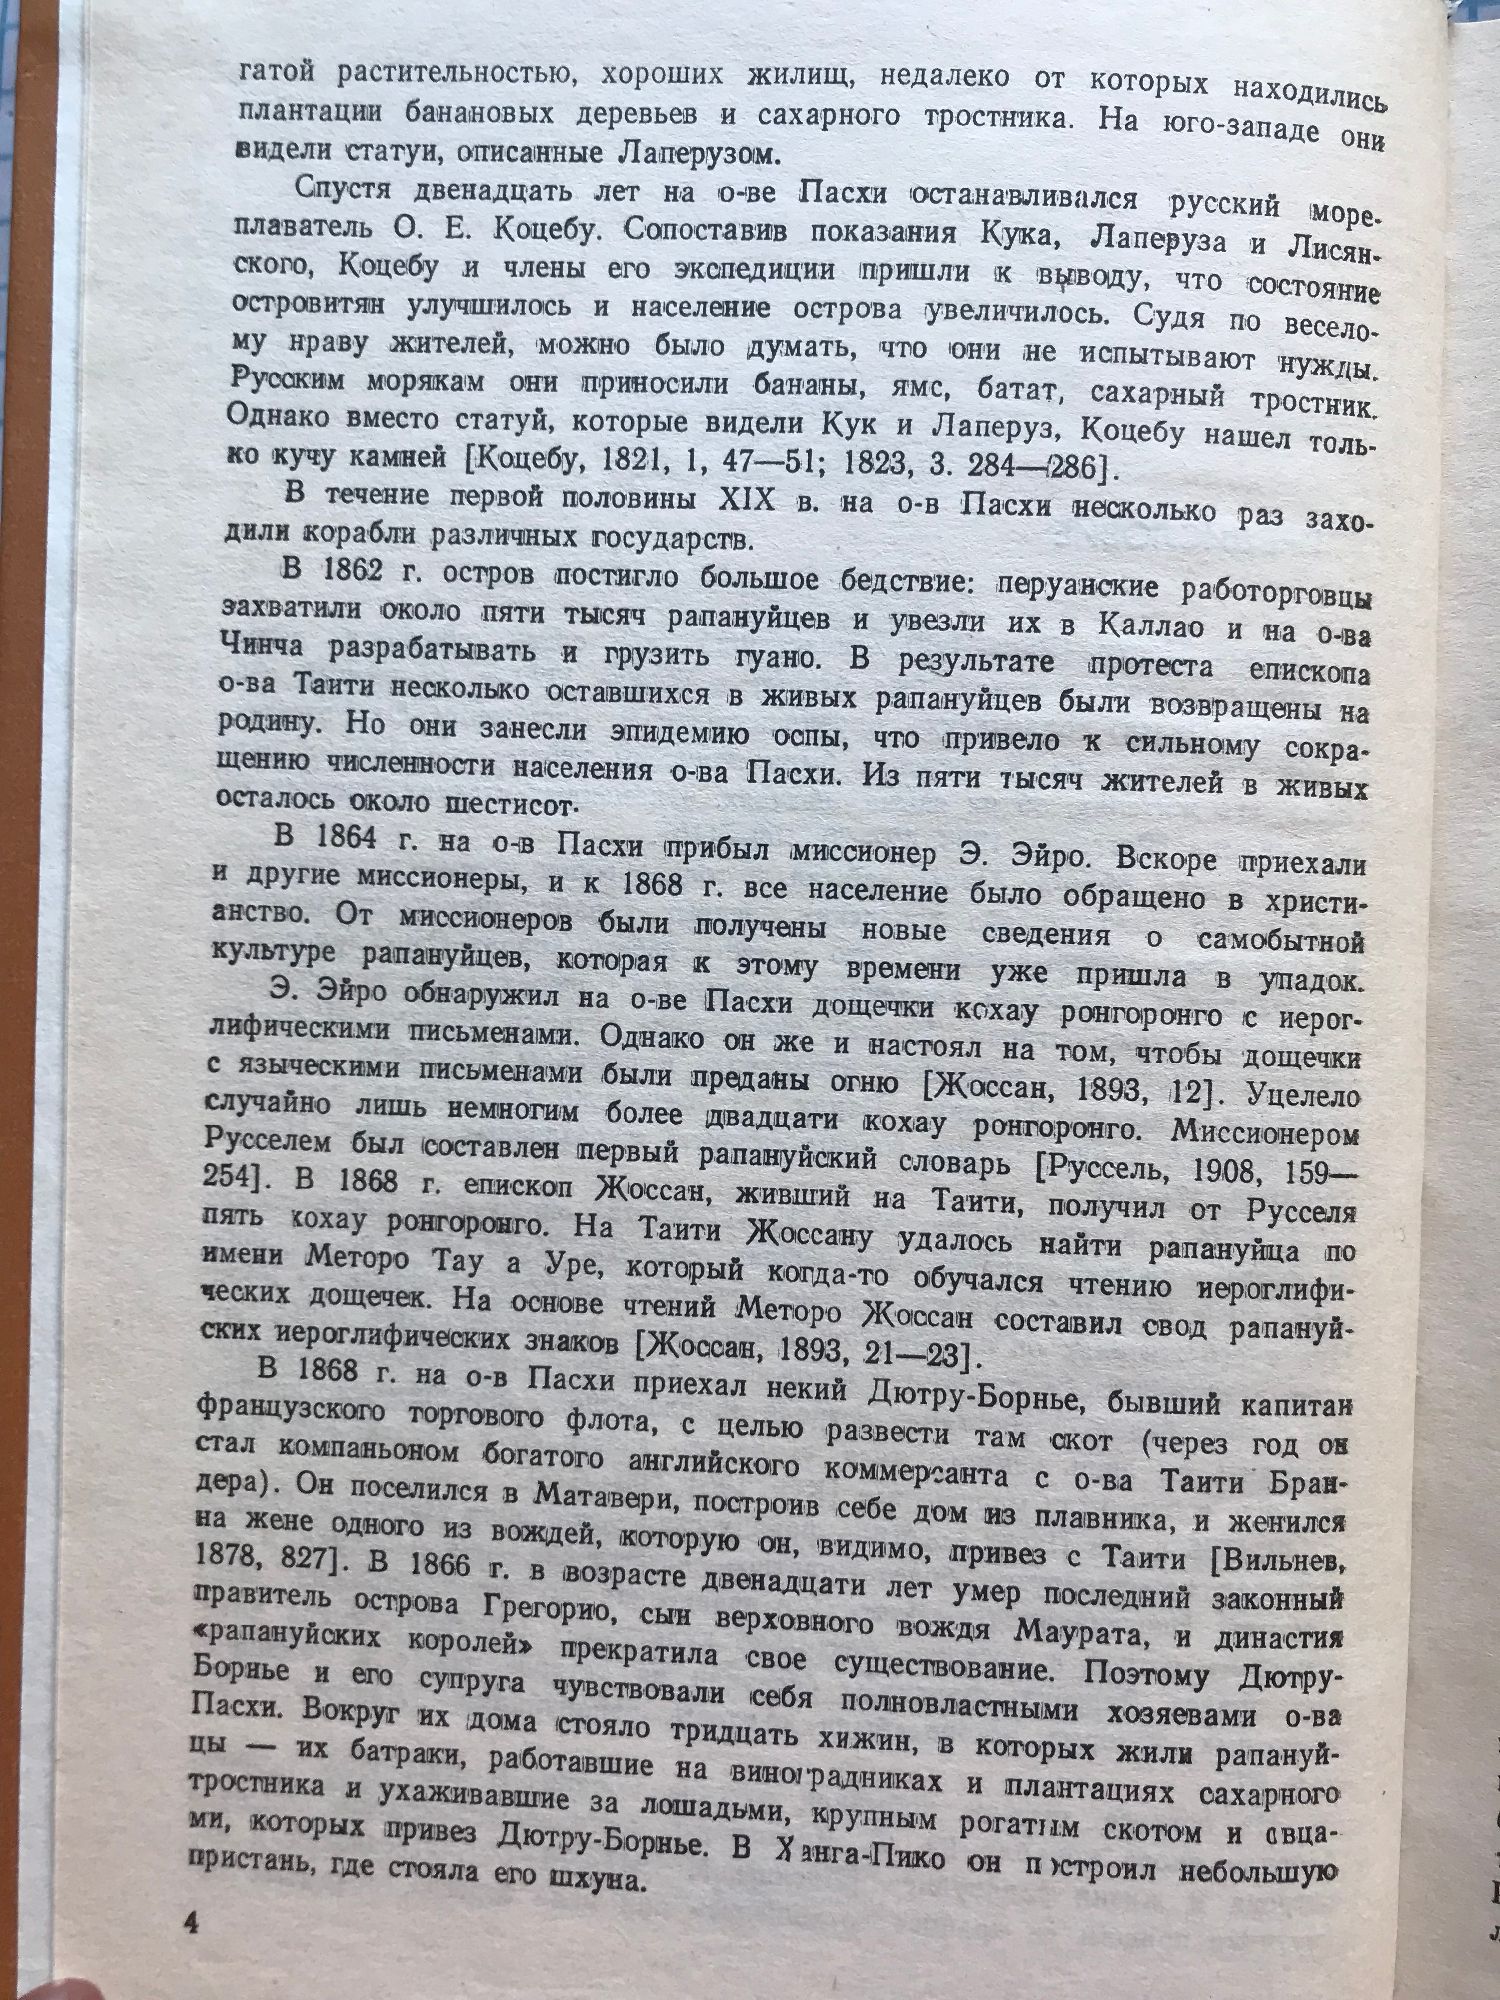 гатой растительностью, хороших жилищ, недалеко от которых находились
плантации банановых деревьев и сахарного тростника. На юго-западе они
видели статуи, описанные Лаперузом.
Спустя двенадцать лет на о-ве Пасхи останавливался русский море-
плаватель О. Е. Коцебу. Сопоставив показания Кука, Лаперуза и Лисян-
ского, Коцебу и члены его экспедиции пришли к выводу, что состояние
островитян улучшилось и население острова увеличилось. Судя по весело-
му нраву жителей, можно было думать, что они не испытывают нужды.
Русским морякам они приносили бананы, ямс, батат, сахарный тростник.
Однако вместо статуй, которые видели Кук и Лаперуз, Коцебу нашел толь-
ко кучу камней [Коцебу, 1821, 1, 47—51; 1823, 3. 284—286].
В течение первой половины XIX в. на о-в Пасхи несколько раз захо-
дили корабли различных государств.
В 1862 г. остров постигло большое бедствие: перуанские работорговцы
захватили около пяти тысяч рапануйцев и увезли их в Каллао и на о-ва
Чинча разрабатывать и грузить гуано. В результате протеста епископа
о-ва Таити несколько оставшихся в живых рапануйцев были возвращены на
родину. Но они занесли эпидемию оспы, что привело к сильному сокра-
щению численности населения о-ва Пасхи. Из пяти тысяч жителей в живых
осталось около шестисот.
В 1864 г. на о-в Пасхи прибыл миссионер Э. Эйро. Вскоре приехали
и другие миссионеры, и к 1868 г. все население было обращено в христи-
анство. От миссионеров были получены новые сведения о самобытной
культуре рапануйцев, которая к этому времени уже пришла в упадок.
Э. Эйро обнаружил на о-ве Пасхи дощечки кохау ронгоронго с иерог-
лифическими письменами. Однако он же и настоял на том, чтобы дощечки
с языческими письменами были преданы огню [Жоссан, 1893, 12]. Уцелело
случайно лишь немногим более двадцати кохау ронгоронго. Миссионером
Русселем был составлен первый рапануйский словарь [Руссель, 1908, 159—
254]. В 1868 г. епископ Жоссан, живший на Таити, получил от Русселя
пять кохау ронгоронго. На Таити Жоссану удалось найти рапануйца по
имени Меторо Тау а Уре, который когда-то обучался чтению иероглифи-
ческих дощечек. На основе чтений Меторо Жоссан составил свод рапануй-
ских иероглифических знаков [Жоссан, 1893, 21—23].
В 1868 г. на о-в Пасхи приехал некий Дютру-Борнье, бывший капитан
французского торгового флота, с целью развести там скот (через год он
стал компаньоном богатого английского коммерсанта с о-ва Таити Бран-
дера). Он поселился в Матавери, построив себе дом из плавника, и женился
на жене одного из вождей, которую он, видимо, привез с Таити [Вильнев,
1878, 827]. В 1866 г. в возрасте двенадцати лет умер последний законный
правитель острова Грегорио, сын верховного вождя Маурата, и династия
«рапануйских королей» прекратила свое существование. Поэтому Дютру-
Борнье и его супруга чувствовали себя полновластными хозяевами о-ва
Пасхи. Вокруг их дома стояло тридцать хижин, в которых жили рапануй-
цы — их батраки, работавшие на виноградниках и плантациях сахарного
тростника и ухаживавшие за лошадьми, крупным рогатым скотом и овца-
ми, которых привез Дютру-Борнье. В Ханга-Пико он построил небольшую
пристань, где стояла его шхуна.
4